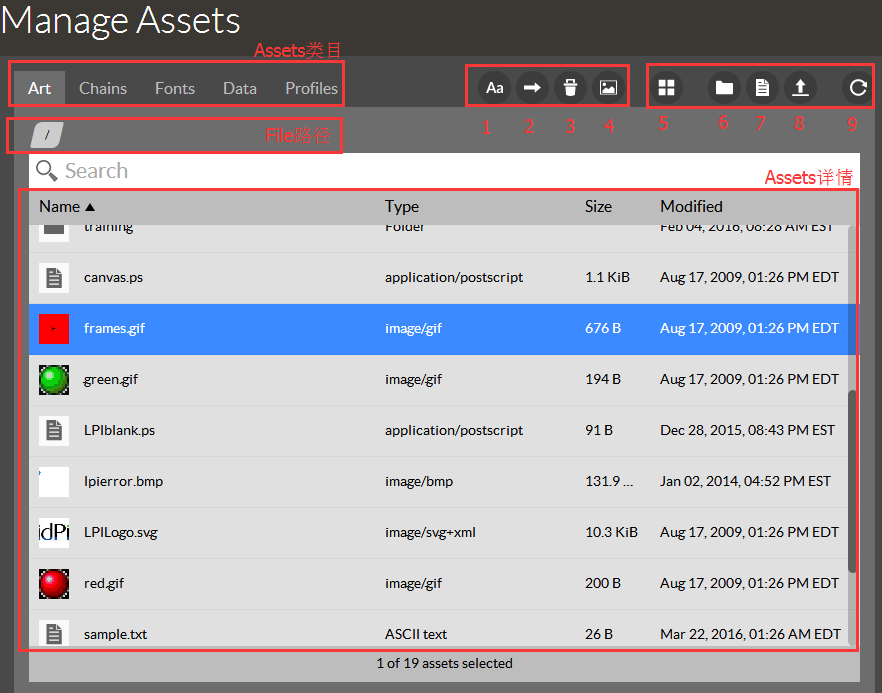 Manage Assets
Assets类目
Art Chains Fonts Data Profiles Aa
1 2 3 4 5 6 7 8 9
/ File路径
Search
Assets详情
Name Type Size Modified
training Folder Feb 04, 2016, 08:28 AM EST
canvas.ps application/postscript 1.1 KiB Aug 17, 2009, 01:26 PM EDT
frames.gif image/gif 676 B Aug 17, 2009, 01:26 PM EDT
green.gif image/gif 194 B Aug 17, 2009, 01:26 PM EDT
LPIblank.ps application/postscript 91 B Dec 28, 2015, 08:43 PM EST
lpierror.bmp image/bmp 131.9 ... Jan 02, 2014, 04:52 PM EST
idPi LPILogo.svg image/svg+xml 10.3 KiB Aug 17, 2009, 01:26 PM EDT
red.gif image/gif 200 B Aug 17, 2009, 01:26 PM EDT
sample.txt ASCII text 26 B Mar 22, 2016, 01:26 AM EDT
1 of 19 assets selected